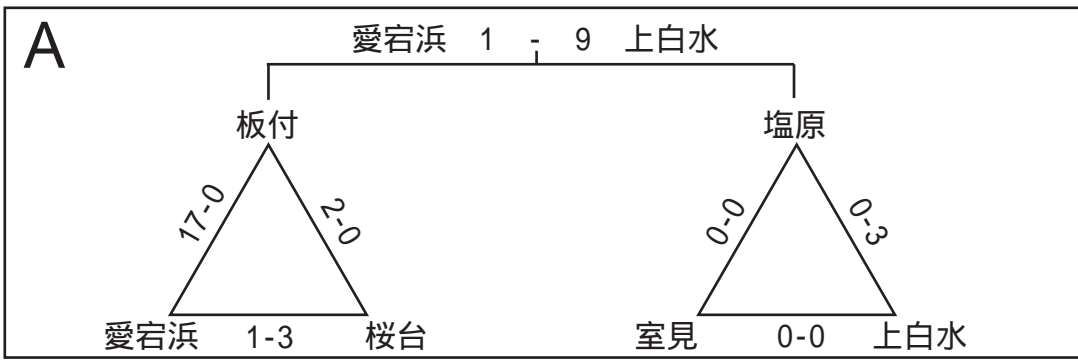 A
愛宕浜 1 - 9 上白水
板付 塩原
17-0 2-0 0-0 0-3
愛宕浜 1-3 桜台 室見 0-0 上白水